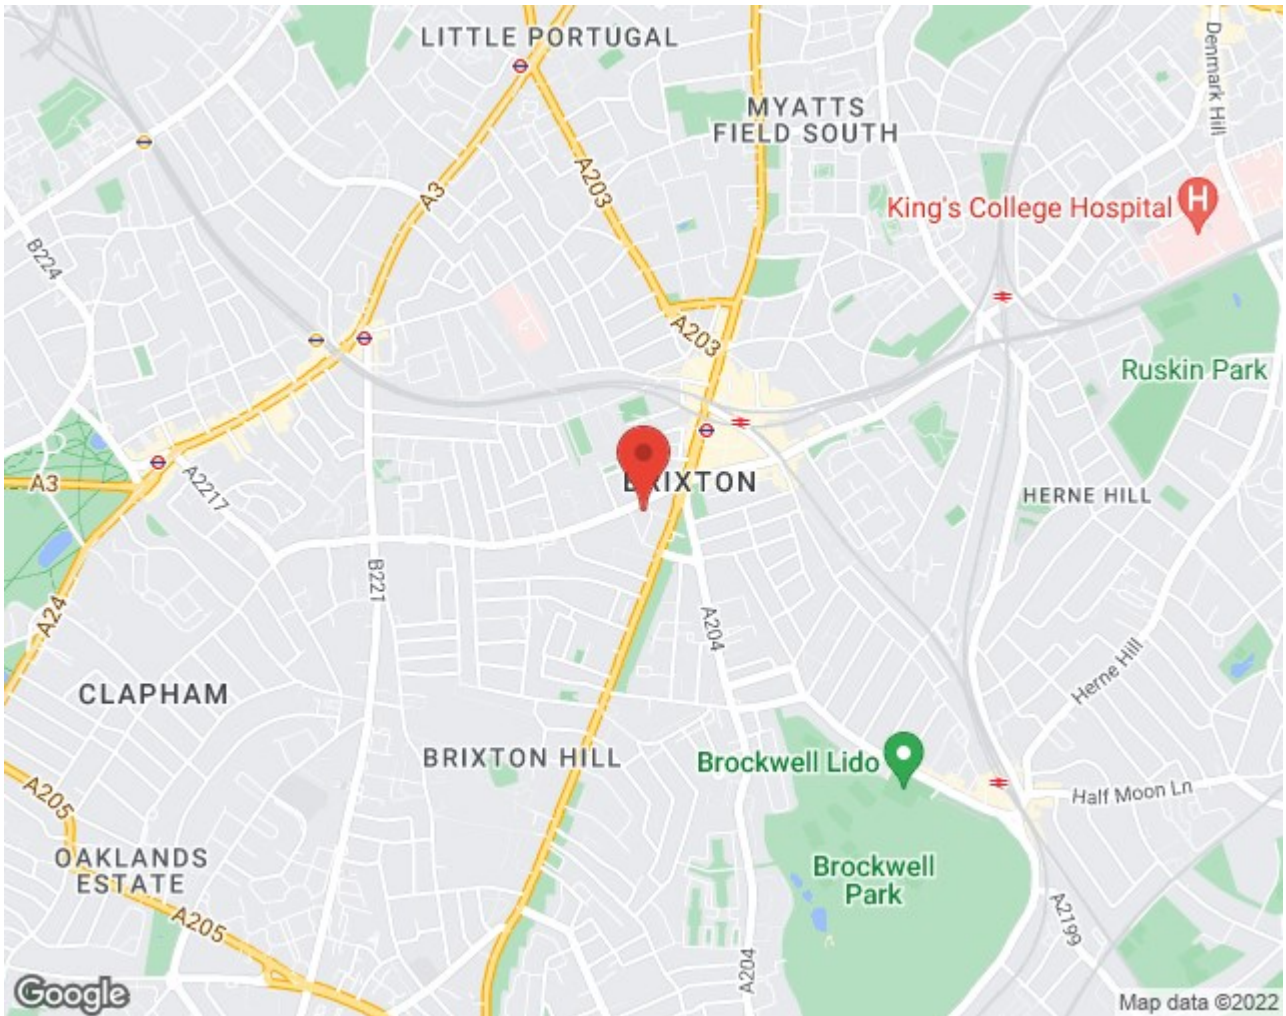 LITTLE PORTUGAL
Denmark Hill
MYATTS
FIELD SOUTH
A203
A3
King's College Hospital
H
B224
A203
Ruskin Park
A3
A2217
BRIXTON
HERNE HILL
B221
A24
A204
Herne Hill
CLAPHAM
BRIXTON HILL
Brockwell Lido
Half Moon Ln
A205
OAKLANDS
ESTATE
Brockwell
Park
A205
A2199
A204
Google
Map data ©2022